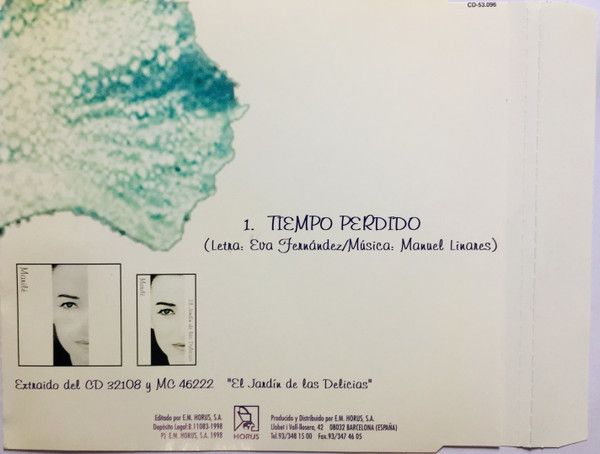 CD-53.096
1. TIEMPO PERDIDO
(Letra: Eva Fernández/Música: Manuel Linares)
Extraido del CD 32108 y MC 46222 "El Jardín de las Delicias"
Editado por E.M. HORUS, S.A.
Depósito Legal B.11083-1998
P) E.M. HORUS, S.A. 1998
HORUS
Producido y Distribuido por E.M. HORUS, S.A.
Llobet i Vall-Llosera, 42 08032 BARCELONA (ESPAÑA)
Tel.93/348 15 00 Fax.93/347 46 05